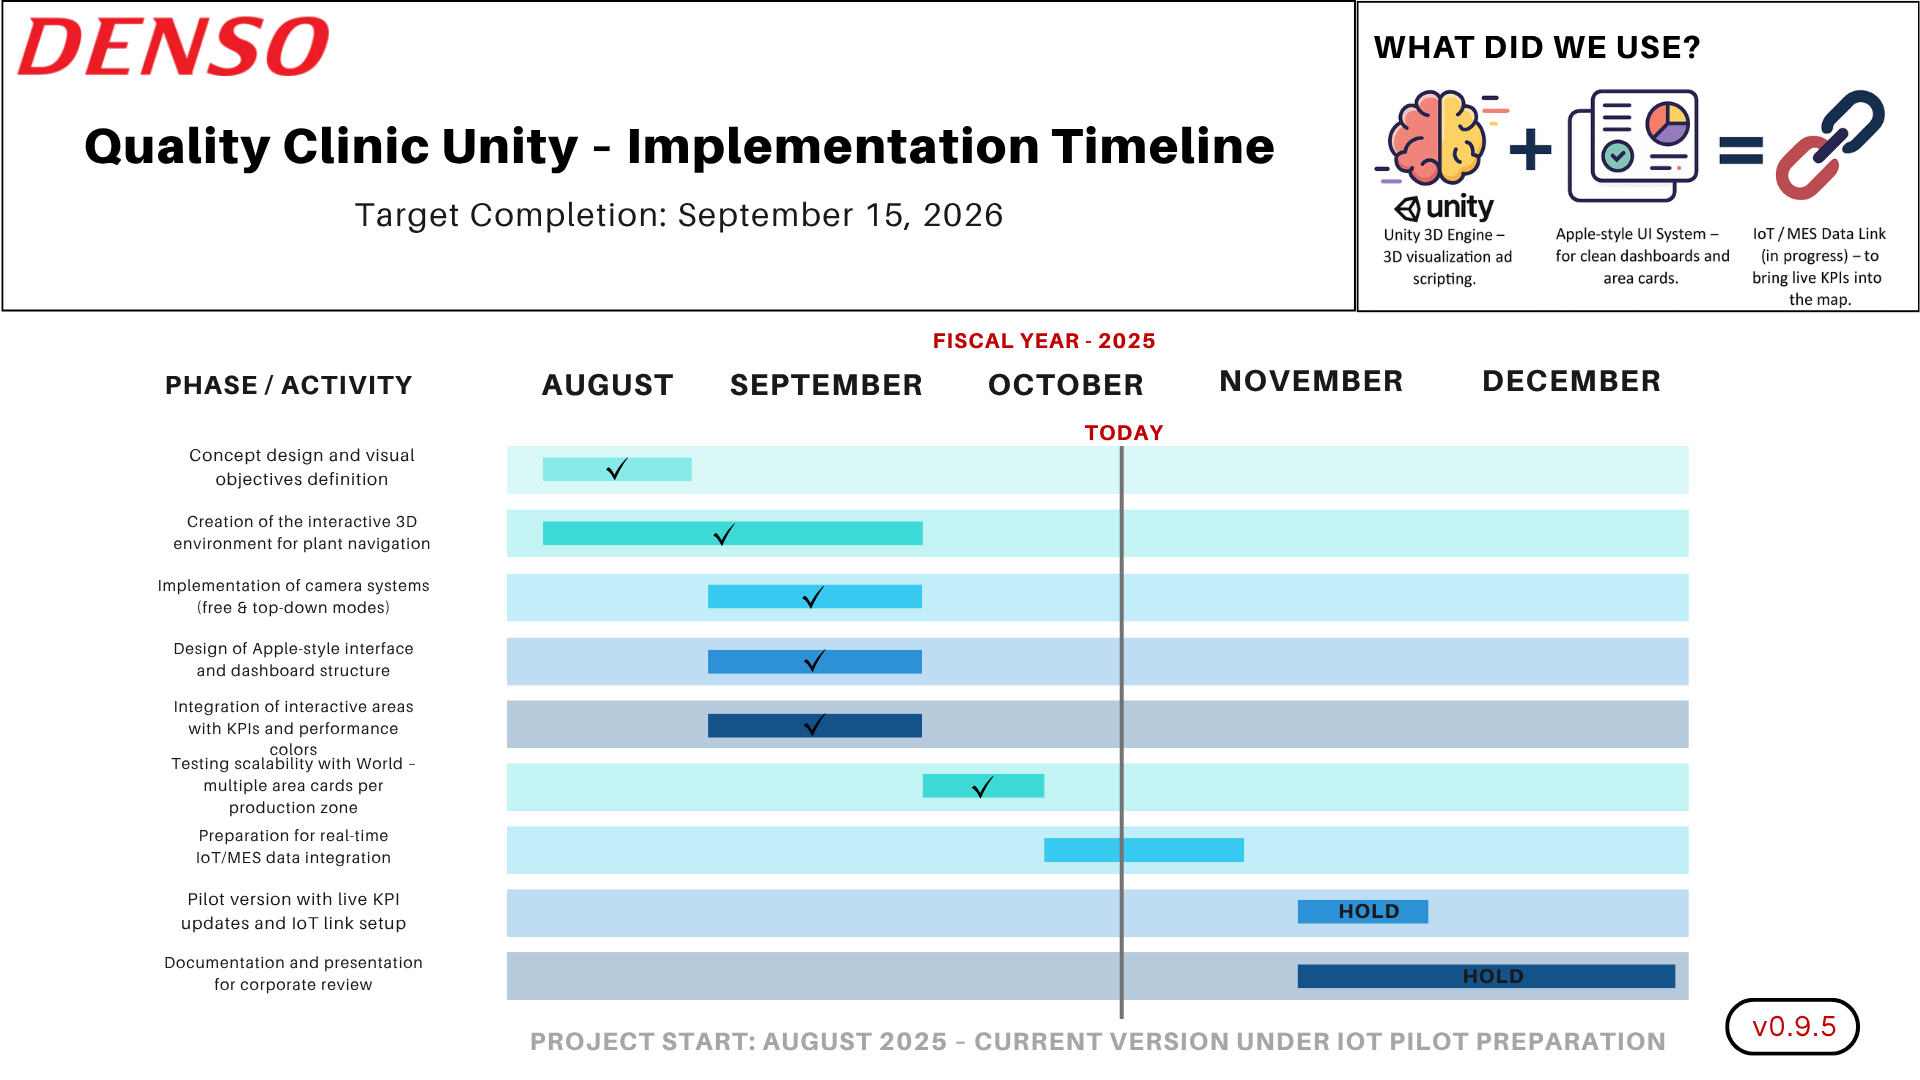 DENSO
Quality Clinic Unity – Implementation Timeline
Target Completion: September 15, 2026
WHAT DID WE USE?
unity
Unity 3D Engine –
3D visualization ad
scripting.
Apple-style UI System –
for clean dashboards and
area cards.
IoT / MES Data Link
(in progress) – to
bring live KPIs into
the map.
FISCAL YEAR - 2025
PHASE / ACTIVITY
AUGUST
SEPTEMBER
OCTOBER
NOVEMBER
DECEMBER
TODAY
Concept design and visual
objectives definition
Creation of the interactive 3D
environment for plant navigation
Implementation of camera systems
(free & top-down modes)
Design of Apple-style interface
and dashboard structure
Integration of interactive areas
with KPIs and performance
colors
Testing scalability with World –
multiple area cards per
production zone
Preparation for real-time
IoT/MES data integration
Pilot version with live KPI
updates and IoT link setup
HOLD
Documentation and presentation
for corporate review
HOLD
PROJECT START: AUGUST 2025 – CURRENT VERSION UNDER IOT PILOT PREPARATION
v0.9.5